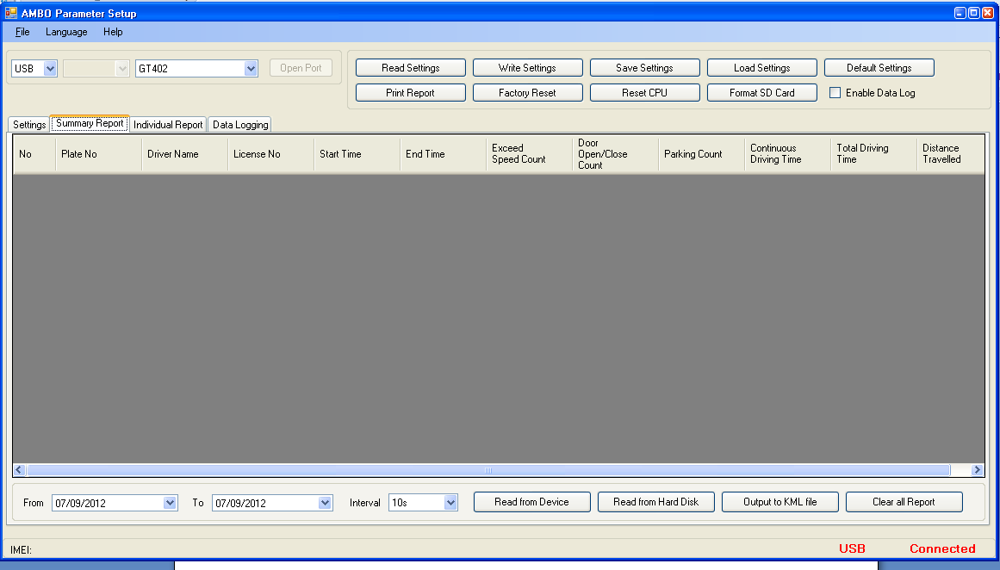 AMBO Parameter Setup
File Language Help
USB GT402 Open Port
Read Settings Write Settings Save Settings Load Settings Default Settings
Print Report Factory Reset Reset CPU Format SD Card Enable Data Log
Settings Summary Report Individual Report Data Logging
No Plate No Driver Name License No Start Time End Time Exceed Speed Count Door Open/Close Count Parking Count Continuous Driving Time Total Driving Time Distance Travelled
From 07/09/2012 To 07/09/2012 Interval 10s Read from Device Read from Hard Disk Output to KML file Clear all Report
IMEI: USB Connected